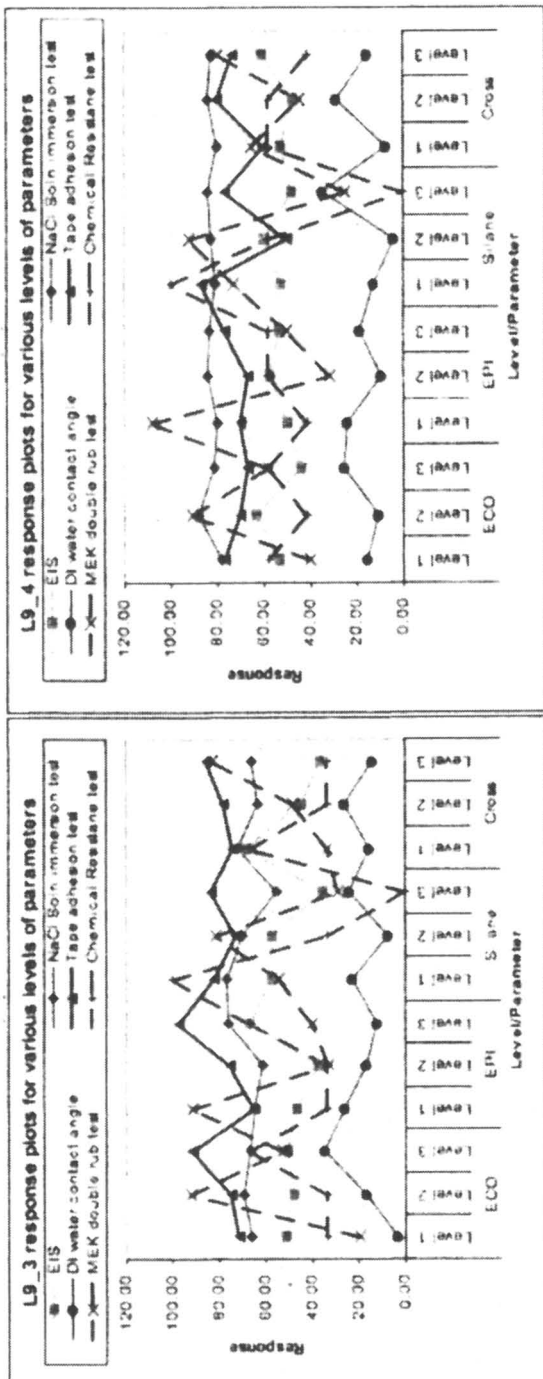 L9_3 response plots for various levels of parameters
EIS
NaCl Soln immersion test
DI water contact angle
Tape adhesion test
MEK double rub test
Chemical Resistane test
120.00
100.00
80.00
60.00
40.00
20.00
0.00
Response
Level 1
Level 2
Level 3
Level 1
Level 2
Level 3
Level 1
Level 2
Level 3
Level 1
Level 2
Level 3
ECO
EPI
Silane
Cross
Level/Parameter
L9_4 response plots for various levels of parameters
EIS
NaCl Soln immersion test
DI water contact angle
Tape adhesion test
MEK double rub test
Chemical Resistane test
120.00
100.00
80.00
60.00
40.00
20.00
0.00
Response
Level 1
Level 2
Level 3
Level 1
Level 2
Level 3
Level 1
Level 2
Level 3
Level 1
Level 2
Level 3
ECO
EPI
Silane
Cross
Level/Parameter